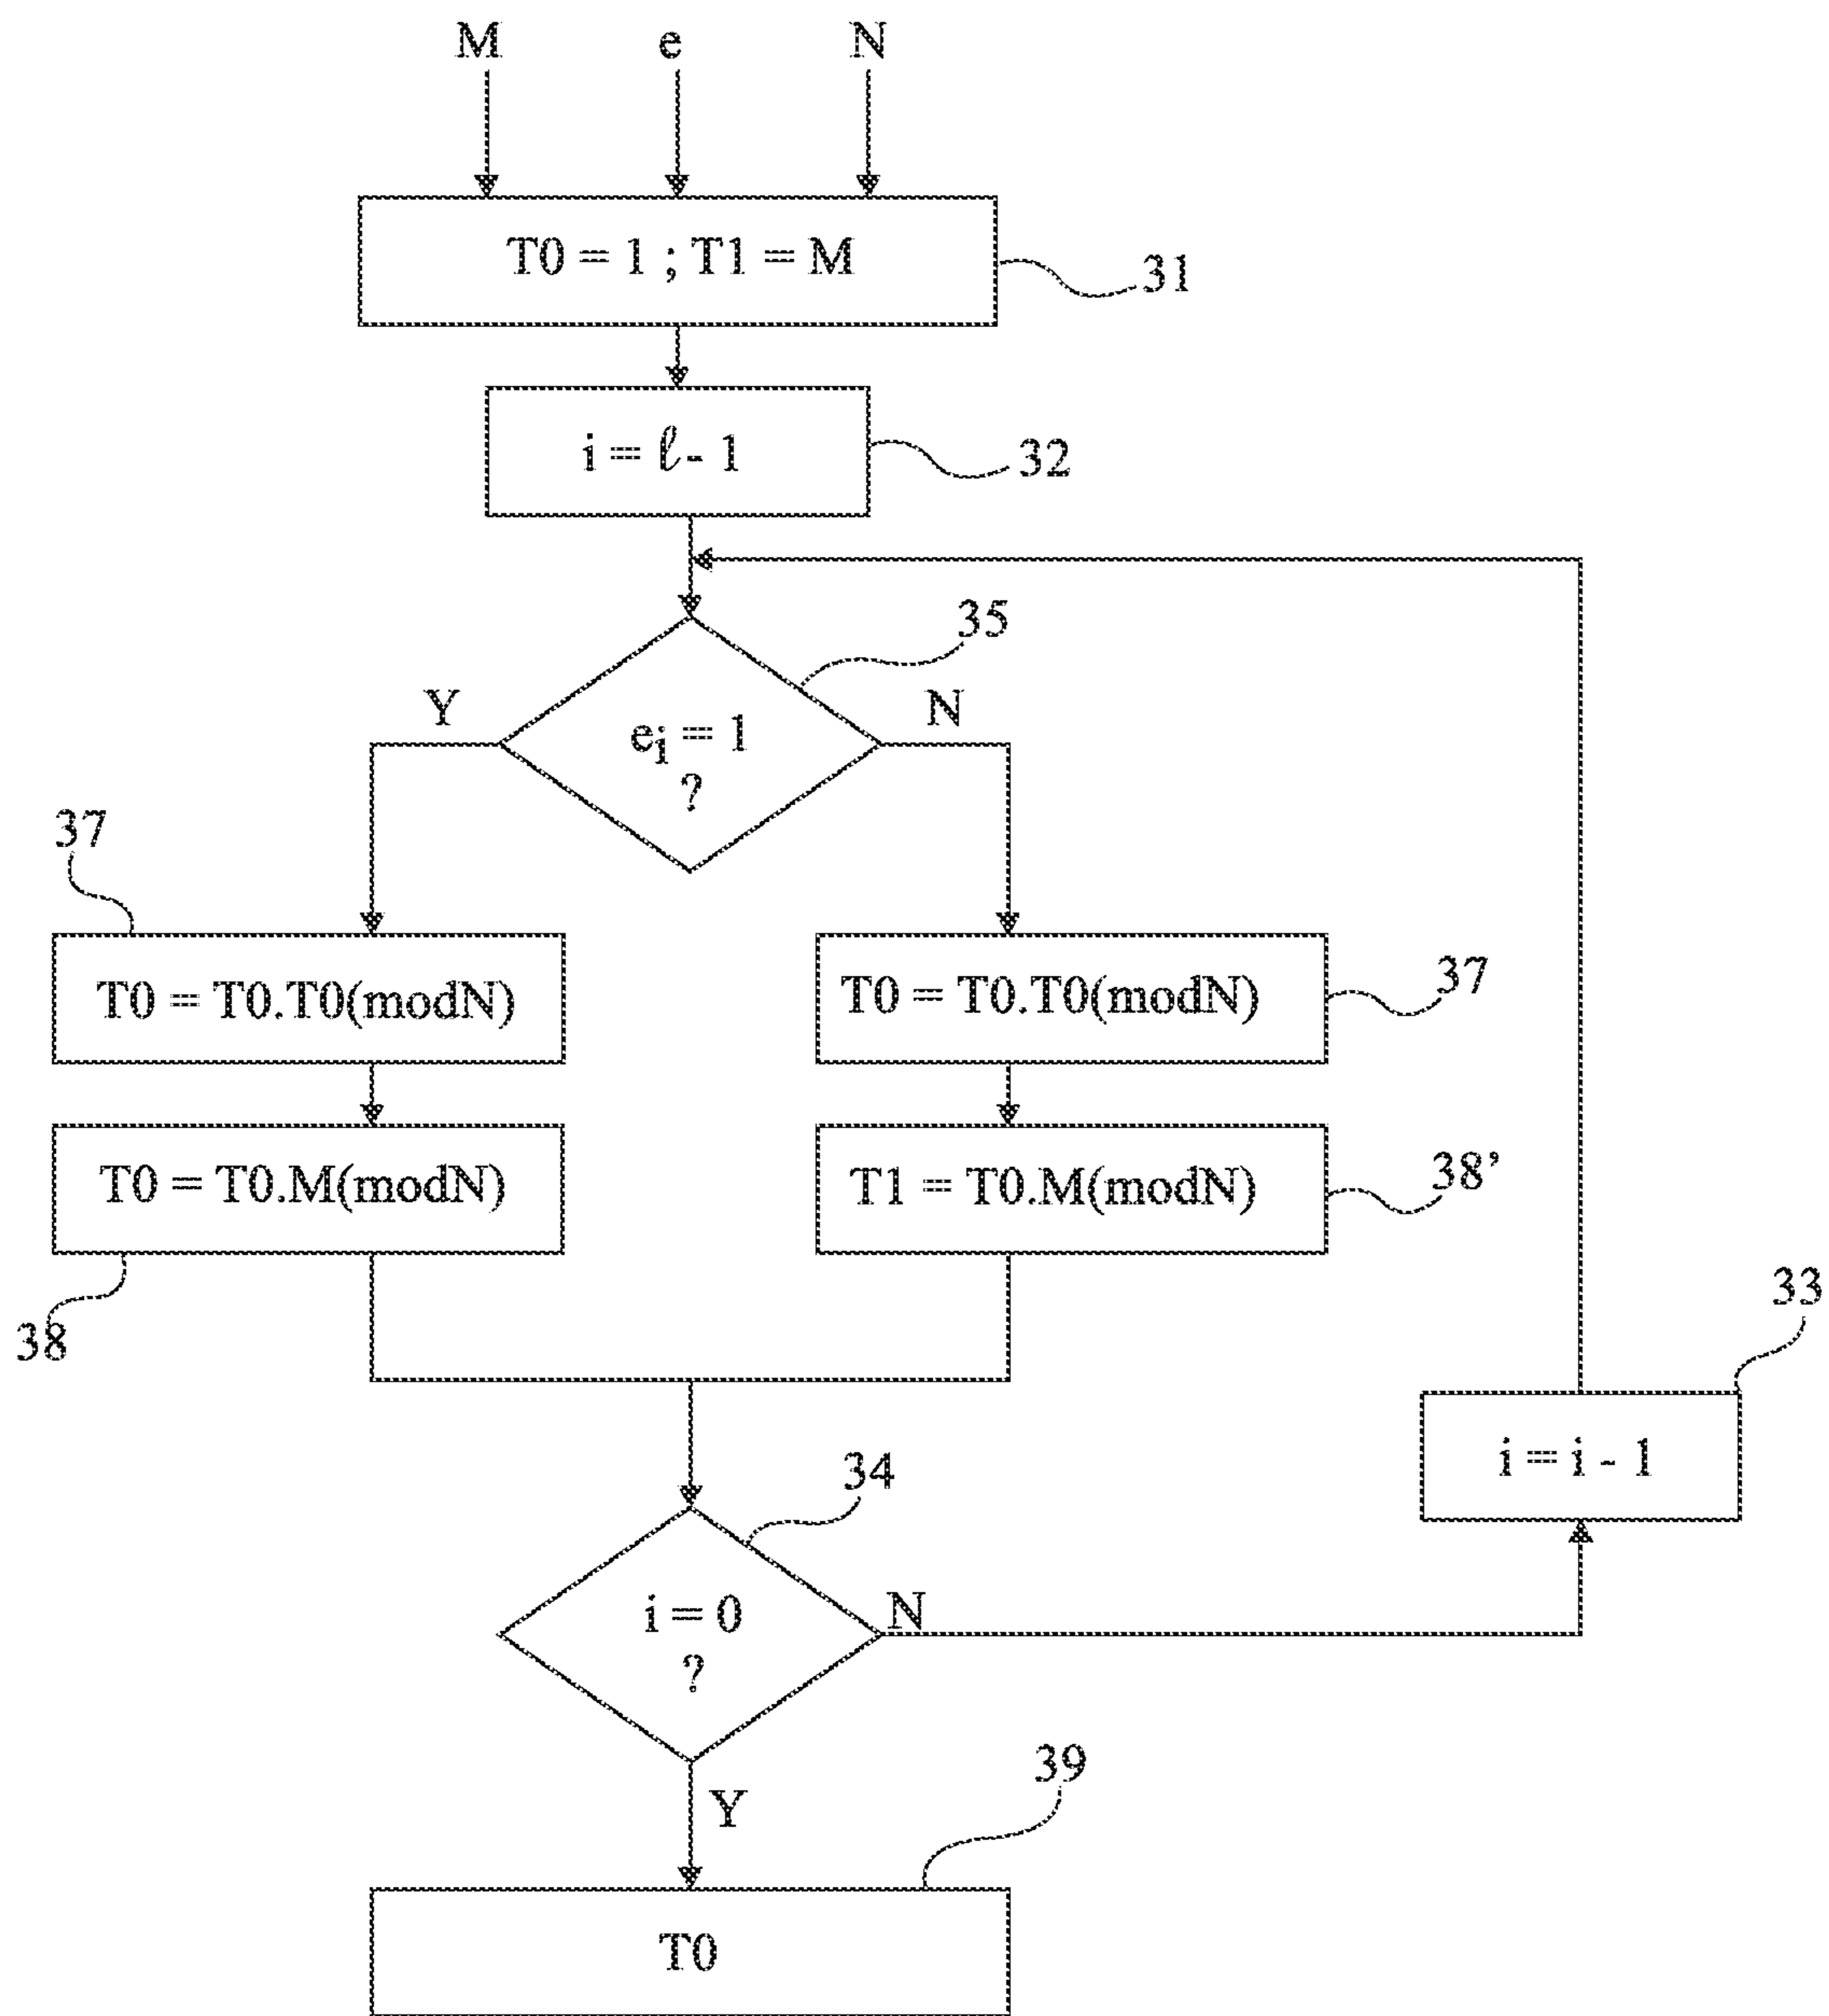 M e N
T0 = 1 ; T1 = M
31
i = ℓ - 1
32
35
Y
N
ei = 1
?
37
T0 = T0.T0(modN)
T0 = T0.T0(modN)
37
T0 = T0.M(modN)
T1 = T0.M(modN)
38’
38
33
i = i - 1
34
i = 0
?
N
Y
39
T0